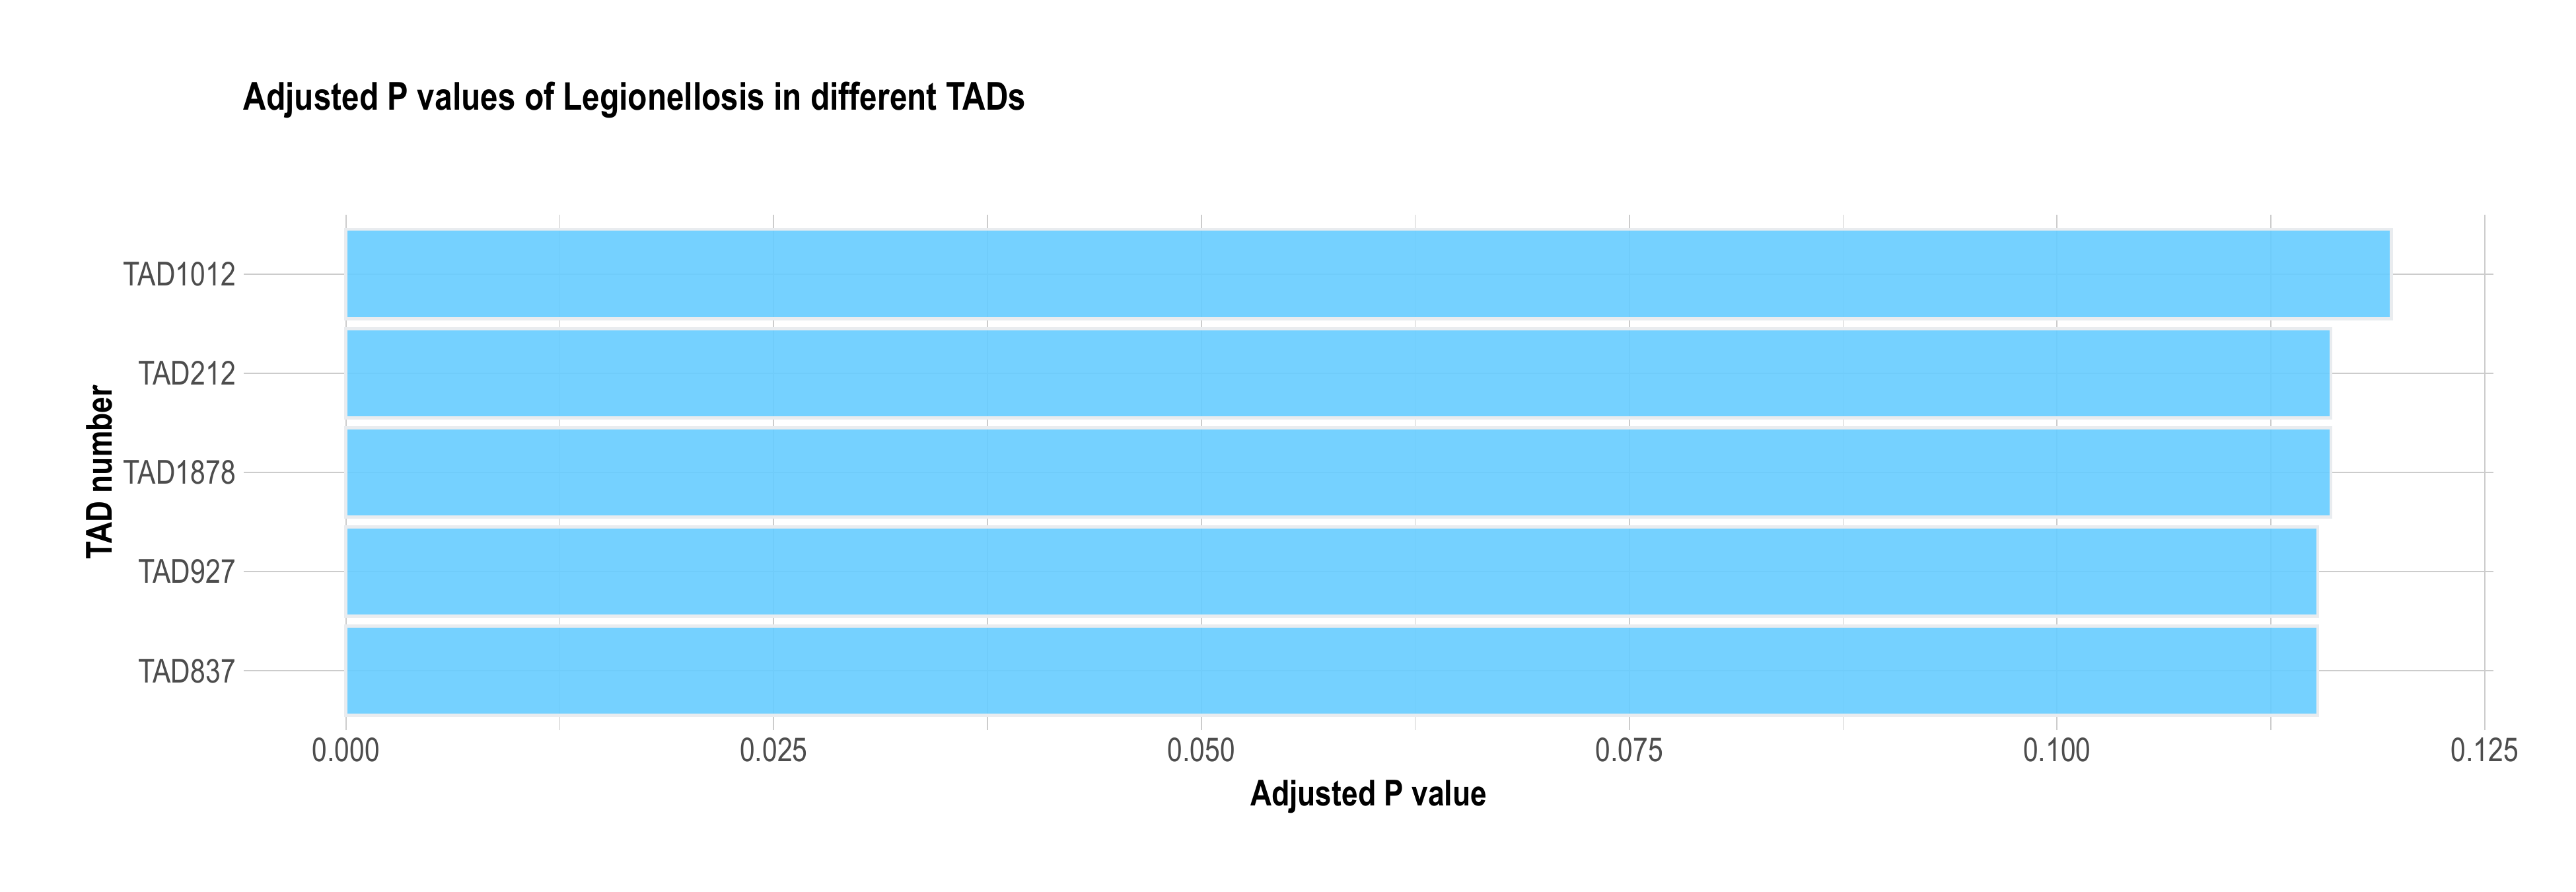 Adjusted P values of Legionellosis in different TADs
TAD number
TAD1012
TAD212
TAD1878
TAD927
TAD837
0.000 0.025 0.050 0.075 0.100 0.125
Adjusted P value